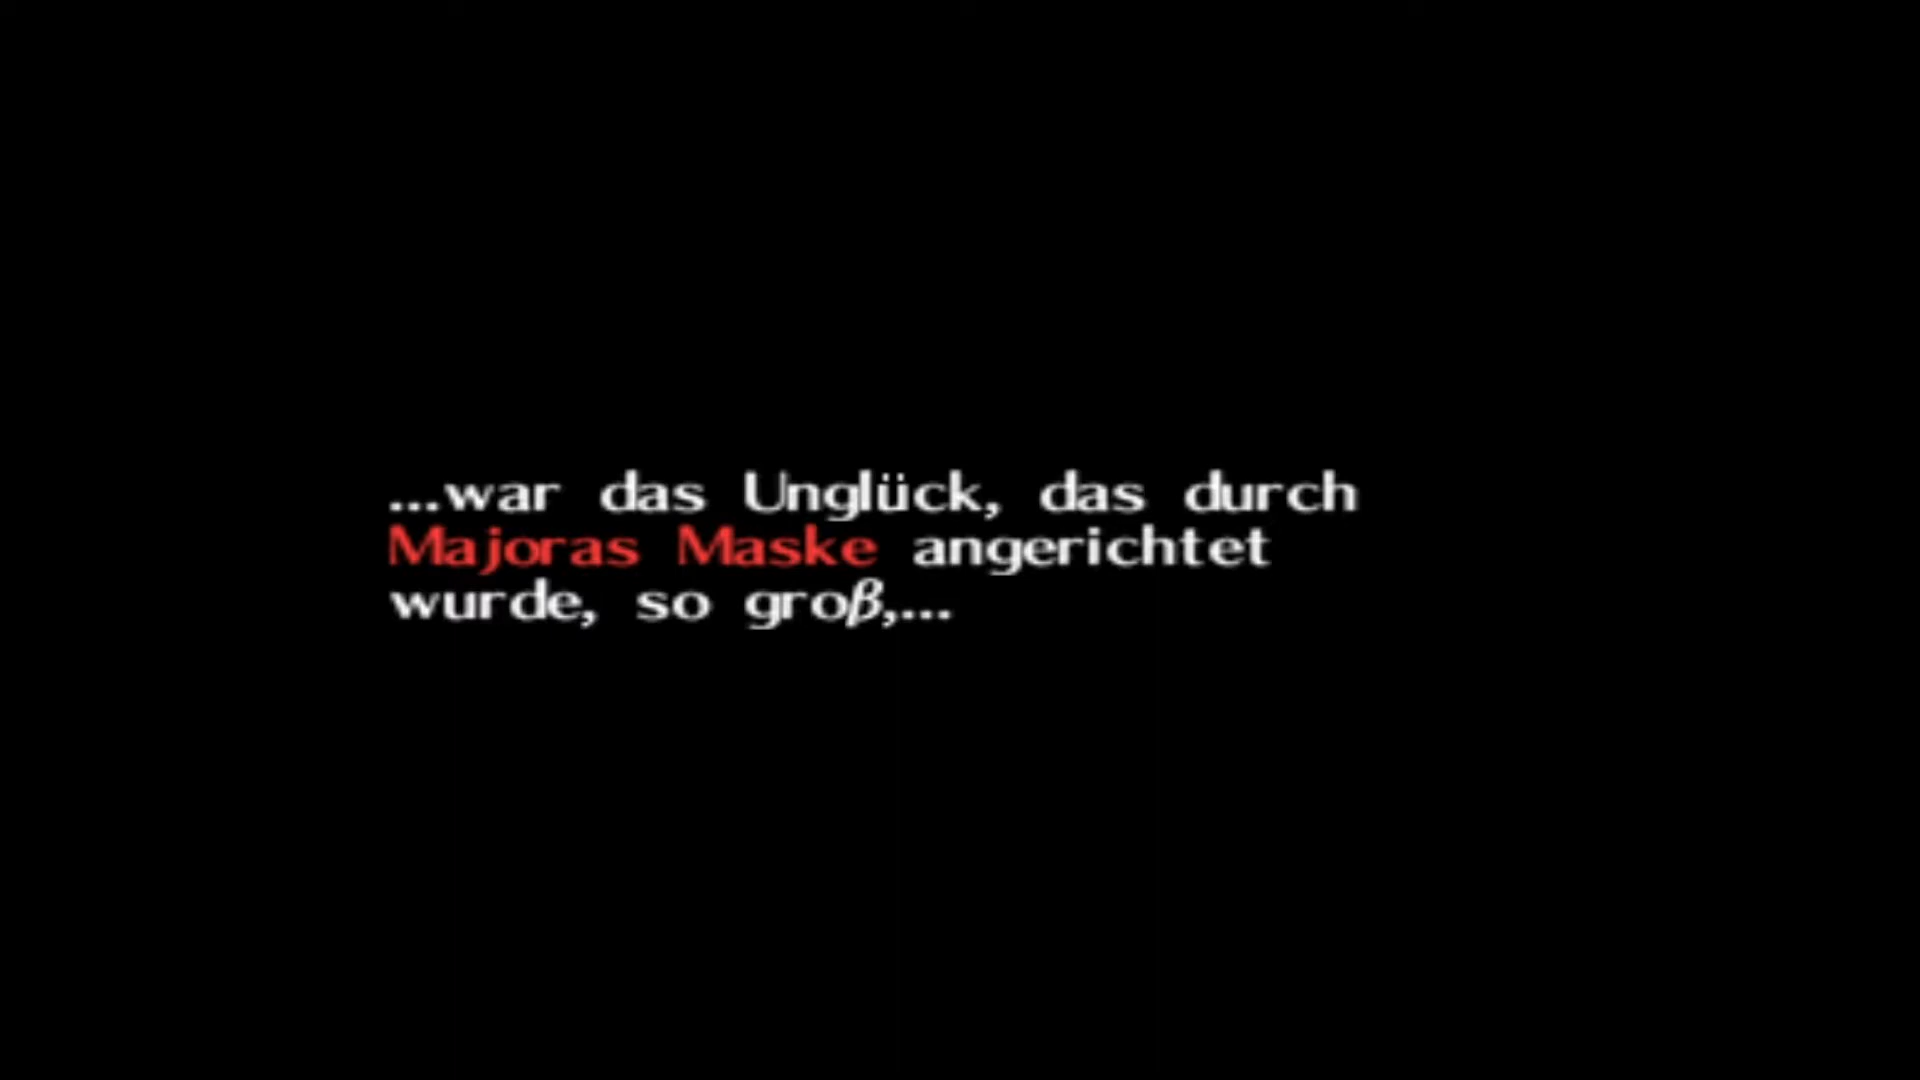 ...war das Unglück, das durch
Majoras Maske angerichtet
wurde, so groß,...